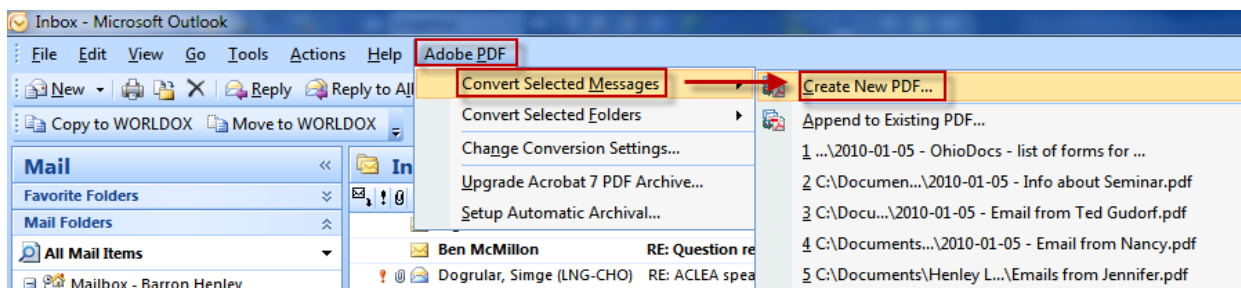 Inbox - Microsoft Outlook
File Edit View Go Tools Actions Help Adobe PDF
New Reply Reply to All
Convert Selected Messages
Create New PDF...
Copy to WORLDOX Move to WORLDOX
Convert Selected Folders
Append to Existing PDF...
Change Conversion Settings...
1 ...\2010-01-05 - OhioDocs - list of forms for ...
Mail
In
Upgrade Acrobat 7 PDF Archive...
2 C:\Documen...\2010-01-05 - Info about Seminar.pdf
Favorite Folders
Setup Automatic Archival...
3 C:\Docu...\2010-01-05 - Email from Ted Gudorf.pdf
Mail Folders
All Mail Items
Ben McMillon RE: Question re
4 C:\Documents...\2010-01-05 - Email from Nancy.pdf
Mailbox - Barron Henley
Dogrular, Simge (LNG-CHO) RE: ACLEA spea
5 C:\Documents\Henley L...\Emails from Jennifer.pdf